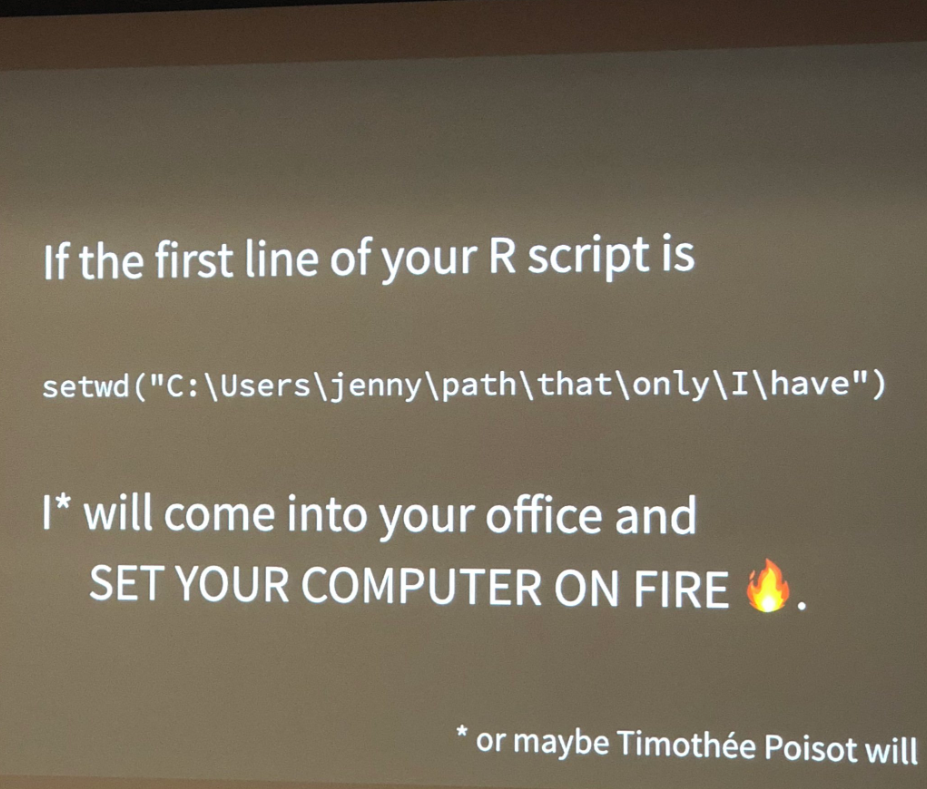 If the first line of your R script is
setwd("C:\Users\jenny\path\that\only\I\have")
I* will come into your office and
SET YOUR COMPUTER ON FIRE 🔥.
* or maybe Timothée Poisot will